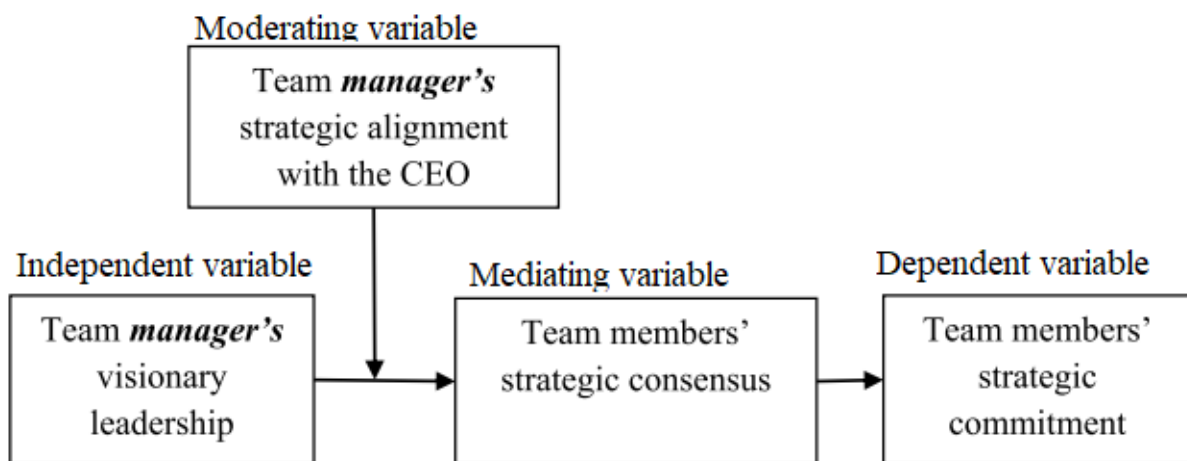 Moderating variable
Team manager’s
strategic alignment
with the CEO
Independent variable
Team manager’s
visionary
leadership
Mediating variable
Team members’
strategic consensus
Dependent variable
Team members’
strategic
commitment